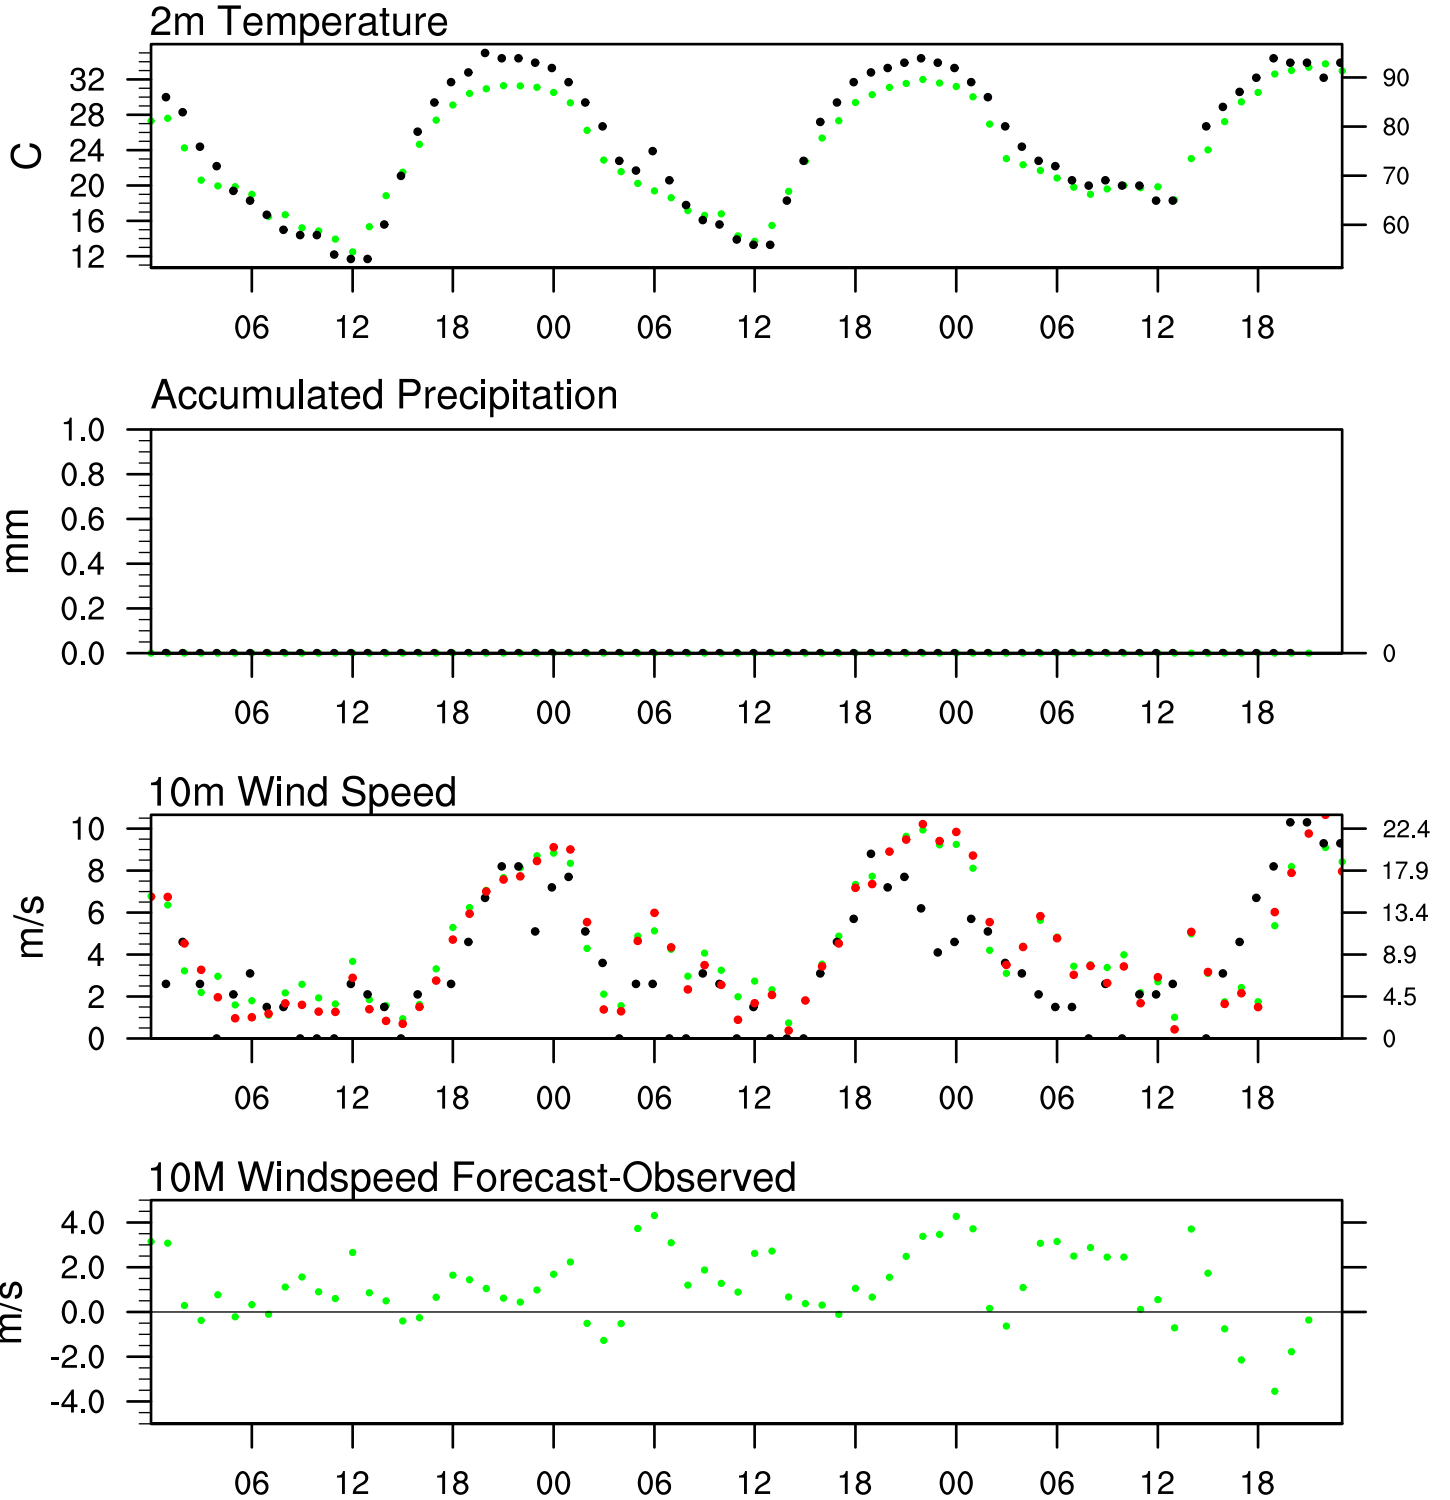 2m Temperature
C
32
28
24
20
16
12
90
80
70
60
06 12 18 00 06 12 18 00 06 12 18
Accumulated Precipitation
mm
1.0
0.8
0.6
0.4
0.2
0.0
0
06 12 18 00 06 12 18 00 06 12 18
10m Wind Speed
m/s
10
8
6
4
2
0
22.4
17.9
13.4
8.9
4.5
0
06 12 18 00 06 12 18 00 06 12 18
10M Windspeed Forecast-Observed
m/s
4.0
2.0
0.0
-2.0
-4.0
06 12 18 00 06 12 18 00 06 12 18